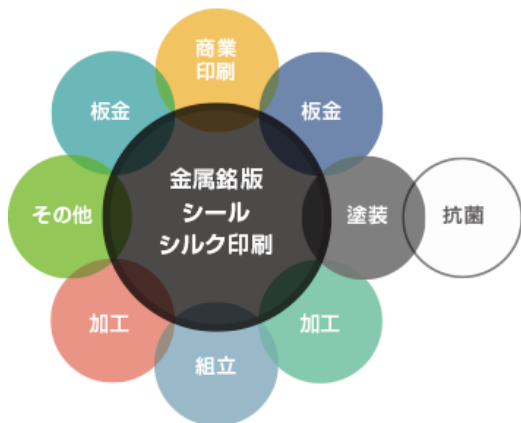 商業
印刷
板金
板金
金属銘版
シール
シルク印刷
その他
塗装
抗菌
加工
加工
組立